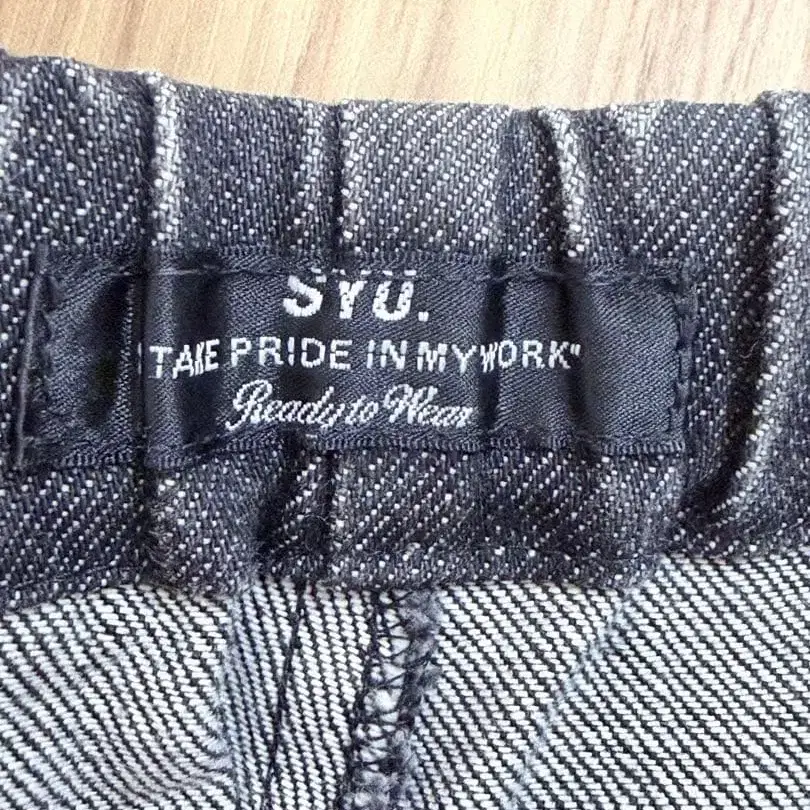 SYU.
TAKE PRIDE IN MY WORK"
Ready to Wear